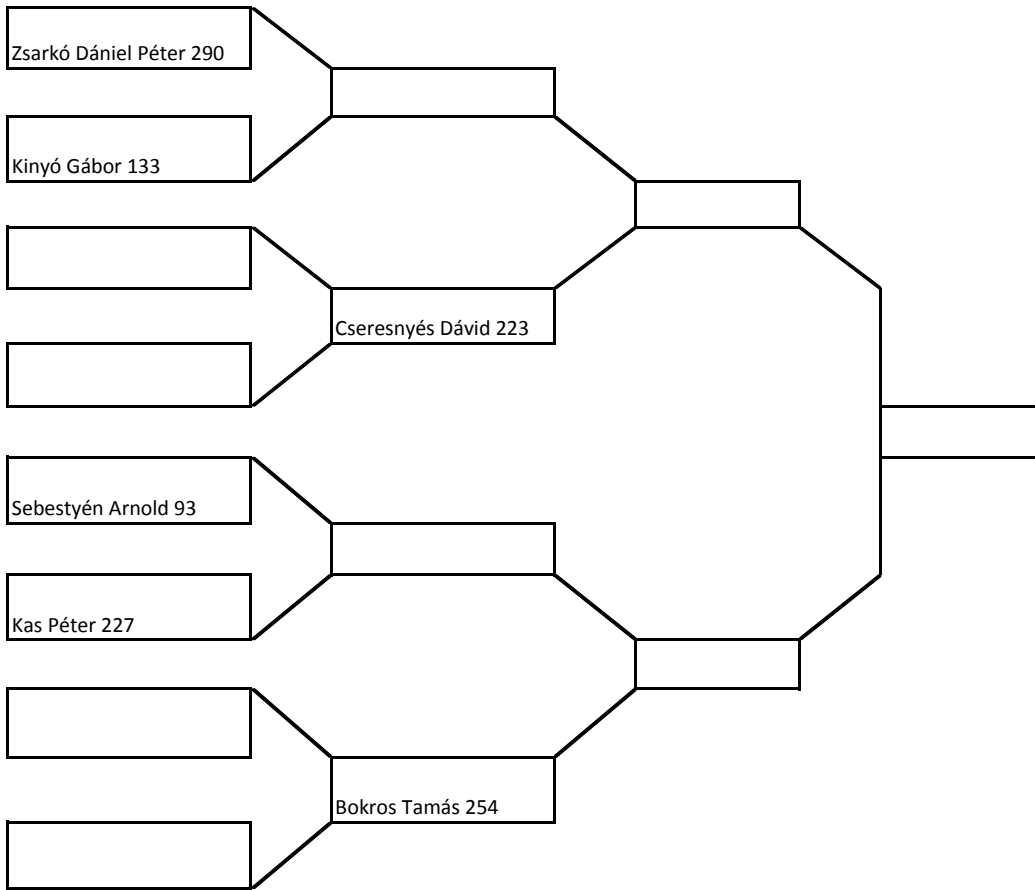 Zsarkó Dániel Péter 290
Kinyó Gábor 133
Cseresnyés Dávid 223
Sebestyén Arnold 93
Kas Péter 227
Bokros Tamás 254